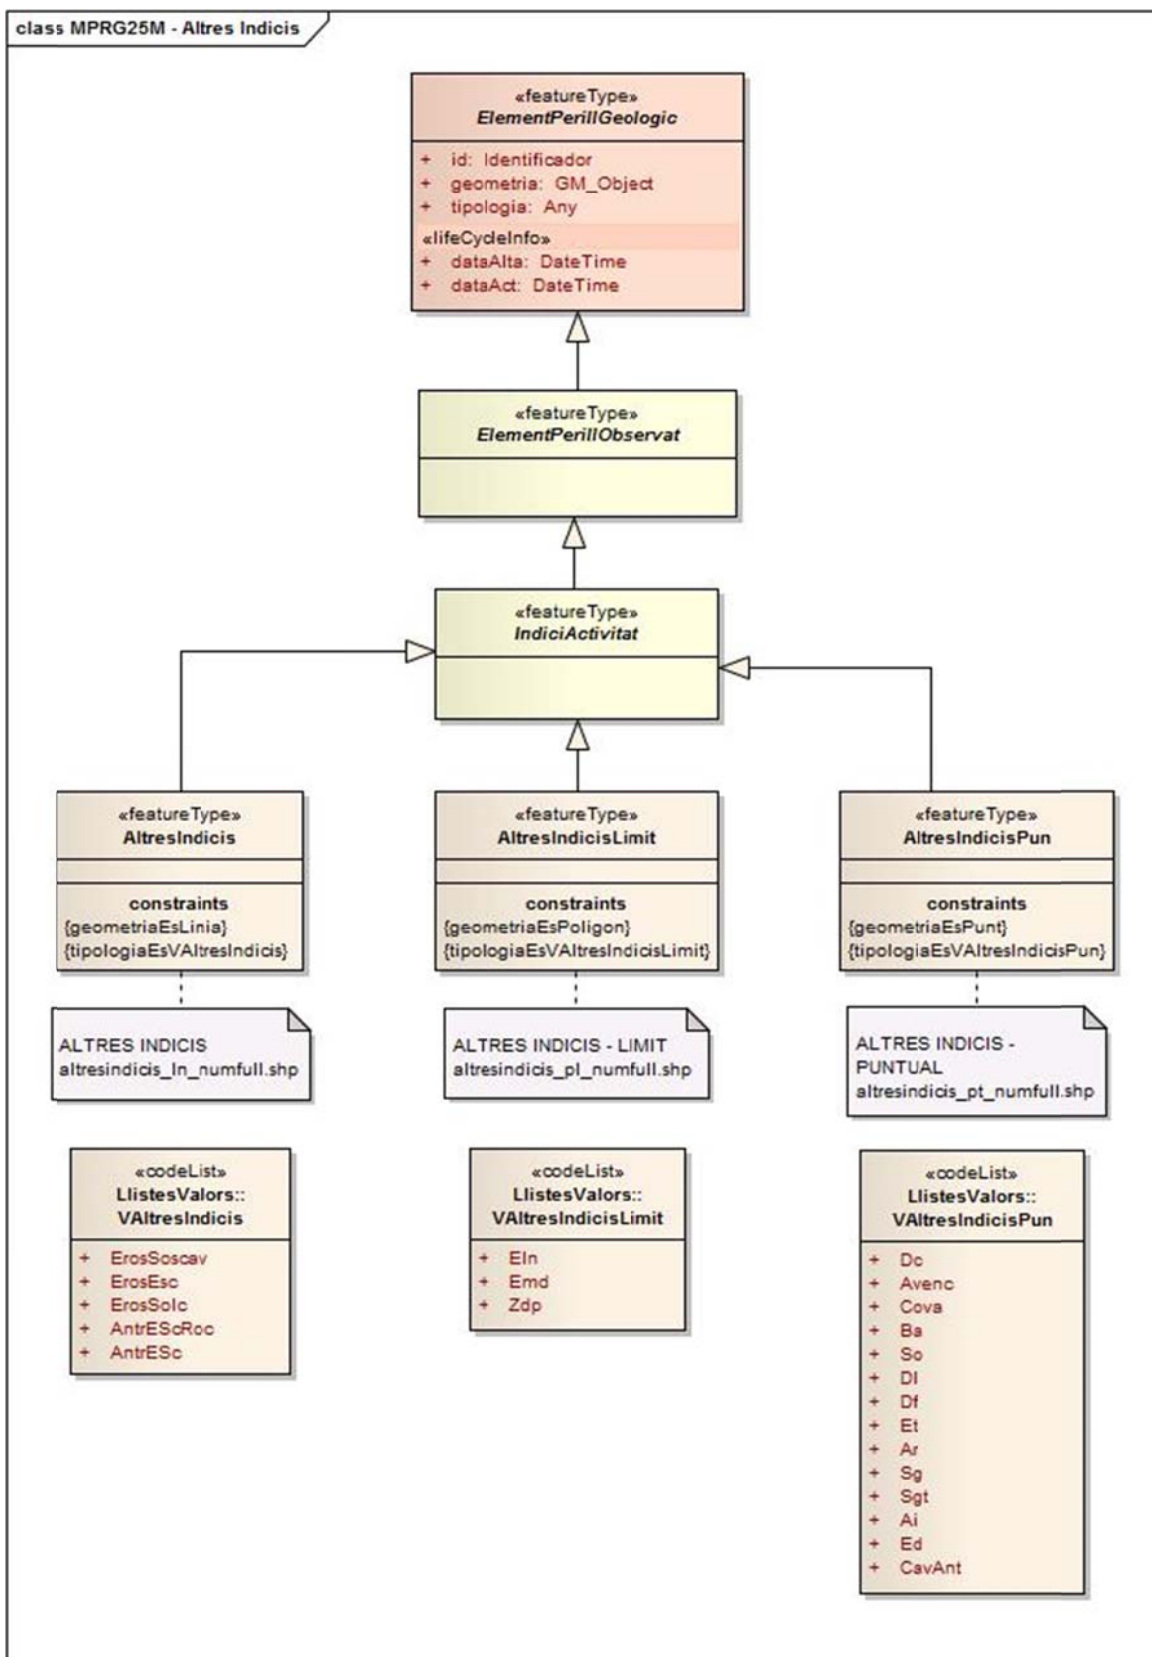 class MPRG25M - Altres Indicis
«featureType»
ElementPerillGeologic
+ id: Identificador
+ geometria: GM_Object
+ tipologia: Any
«lifeCycleInfo»
+ dataAlta: DateTime
+ dataAct: DateTime
«featureType»
ElementPerillObservat
«featureType»
IndiciActivitat
«featureType»
AltresIndicis
constraints
{geometriaEsLinia}
{tipologiaEsVAltresIndicis}
«featureType»
AltresIndicisLimit
constraints
{geometriaEsPoligon}
{tipologiaEsVAltresIndicisLimit}
«featureType»
AltresIndicisPun
constraints
{geometriaEsPunt}
{tipologiaEsVAltresIndicisPun}
ALTRES INDICIS
altresindicis_ln_numfull.shp
ALTRES INDICIS - LIMIT
altresindicis_pl_numfull.shp
ALTRES INDICIS -
PUNTUAL
altresindicis_pt_numfull.shp
«codeList»
LlistesValors::
VAltresIndicis
+ ErosSoscav
+ ErosEsc
+ ErosSolc
+ AntrEScRoc
+ AntrESc
«codeList»
LlistesValors::
VAltresIndicisLimit
+ Eln
+ Emd
+ Zdp
«codeList»
LlistesValors::
VAltresIndicisPun
+ Dc
+ Avenc
+ Cova
+ Ba
+ So
+ Dl
+ Df
+ Et
+ Ar
+ Sg
+ Sgt
+ Ai
+ Ed
+ CavAnt